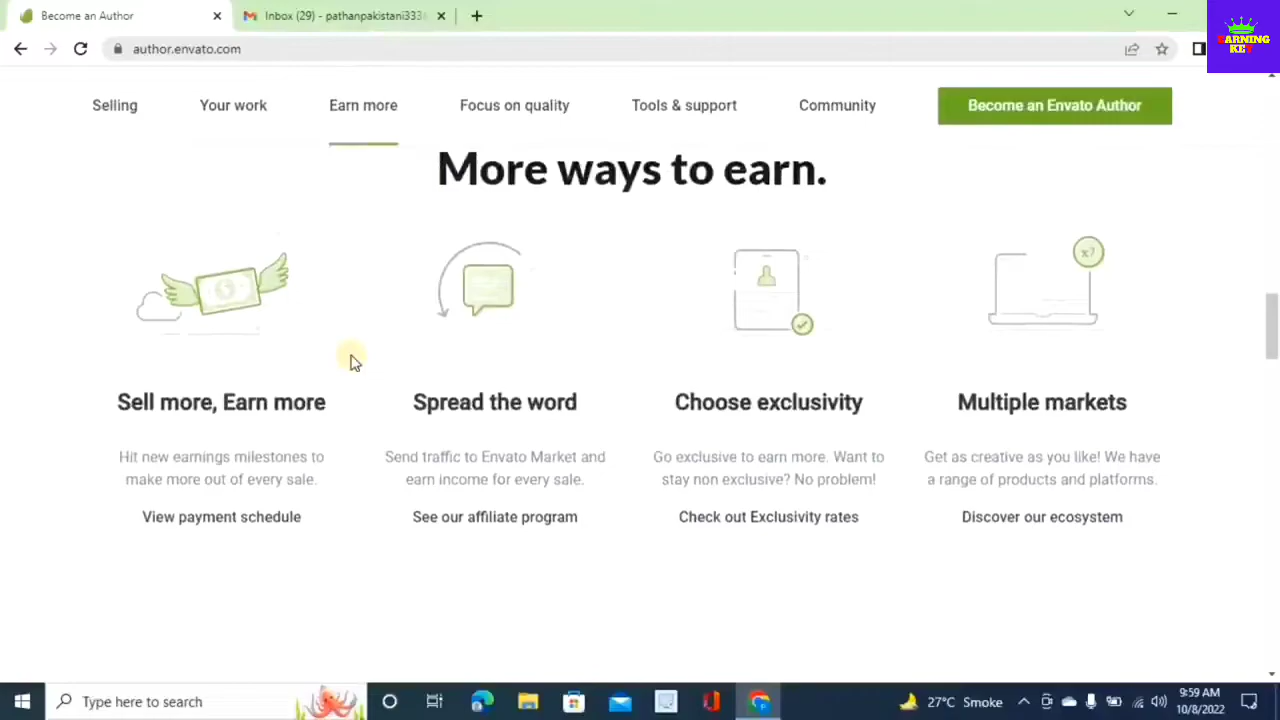 Become an Author
Inbox (29) - pathanpakistani333
author.envato.com
EARNING
KEY
Selling
Your work
Earn more
Focus on quality
Tools & support
Community
Become an Envato Author
More ways to earn.
x7
Sell more, Earn more
Hit new earnings milestones to
make more out of every sale.
View payment schedule
Spread the word
Send traffic to Envato Market and
earn income for every sale.
See our affiliate program
Choose exclusivity
Go exclusive to earn more. Want to
stay non exclusive? No problem!
Check out Exclusivity rates
Multiple markets
Get as creative as you like! We have
a range of products and platforms.
Discover our ecosystem
Type here to search
27°C Smoke
9:59 AM
10/8/2022